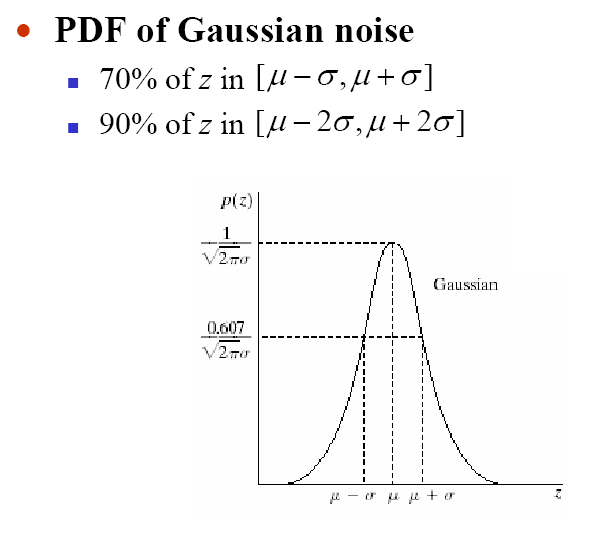 PDF of Gaussian noise
70% of z in [μ − σ, μ + σ]
90% of z in [μ − 2σ, μ + 2σ]
p(z)
1
√2πσ
Gaussian
0.607
√2πσ
μ − σ μ μ + σ z